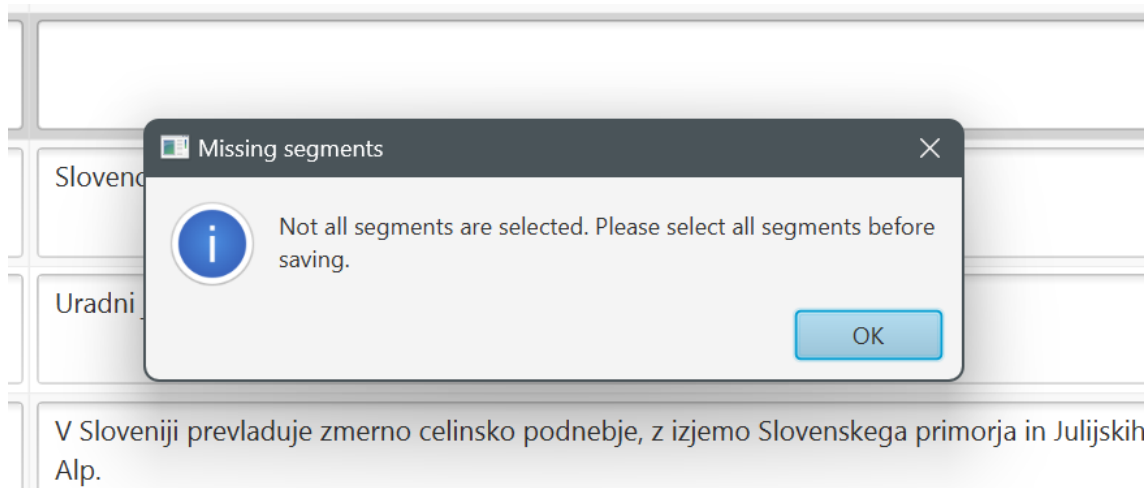 Missing segments
Slovenc
Not all segments are selected. Please select all segments before
saving.
Uradni
OK
V Sloveniji prevladuje zmerno celinsko podnebje, z izjemo Slovenskega primorja in Julijskih
Alp.